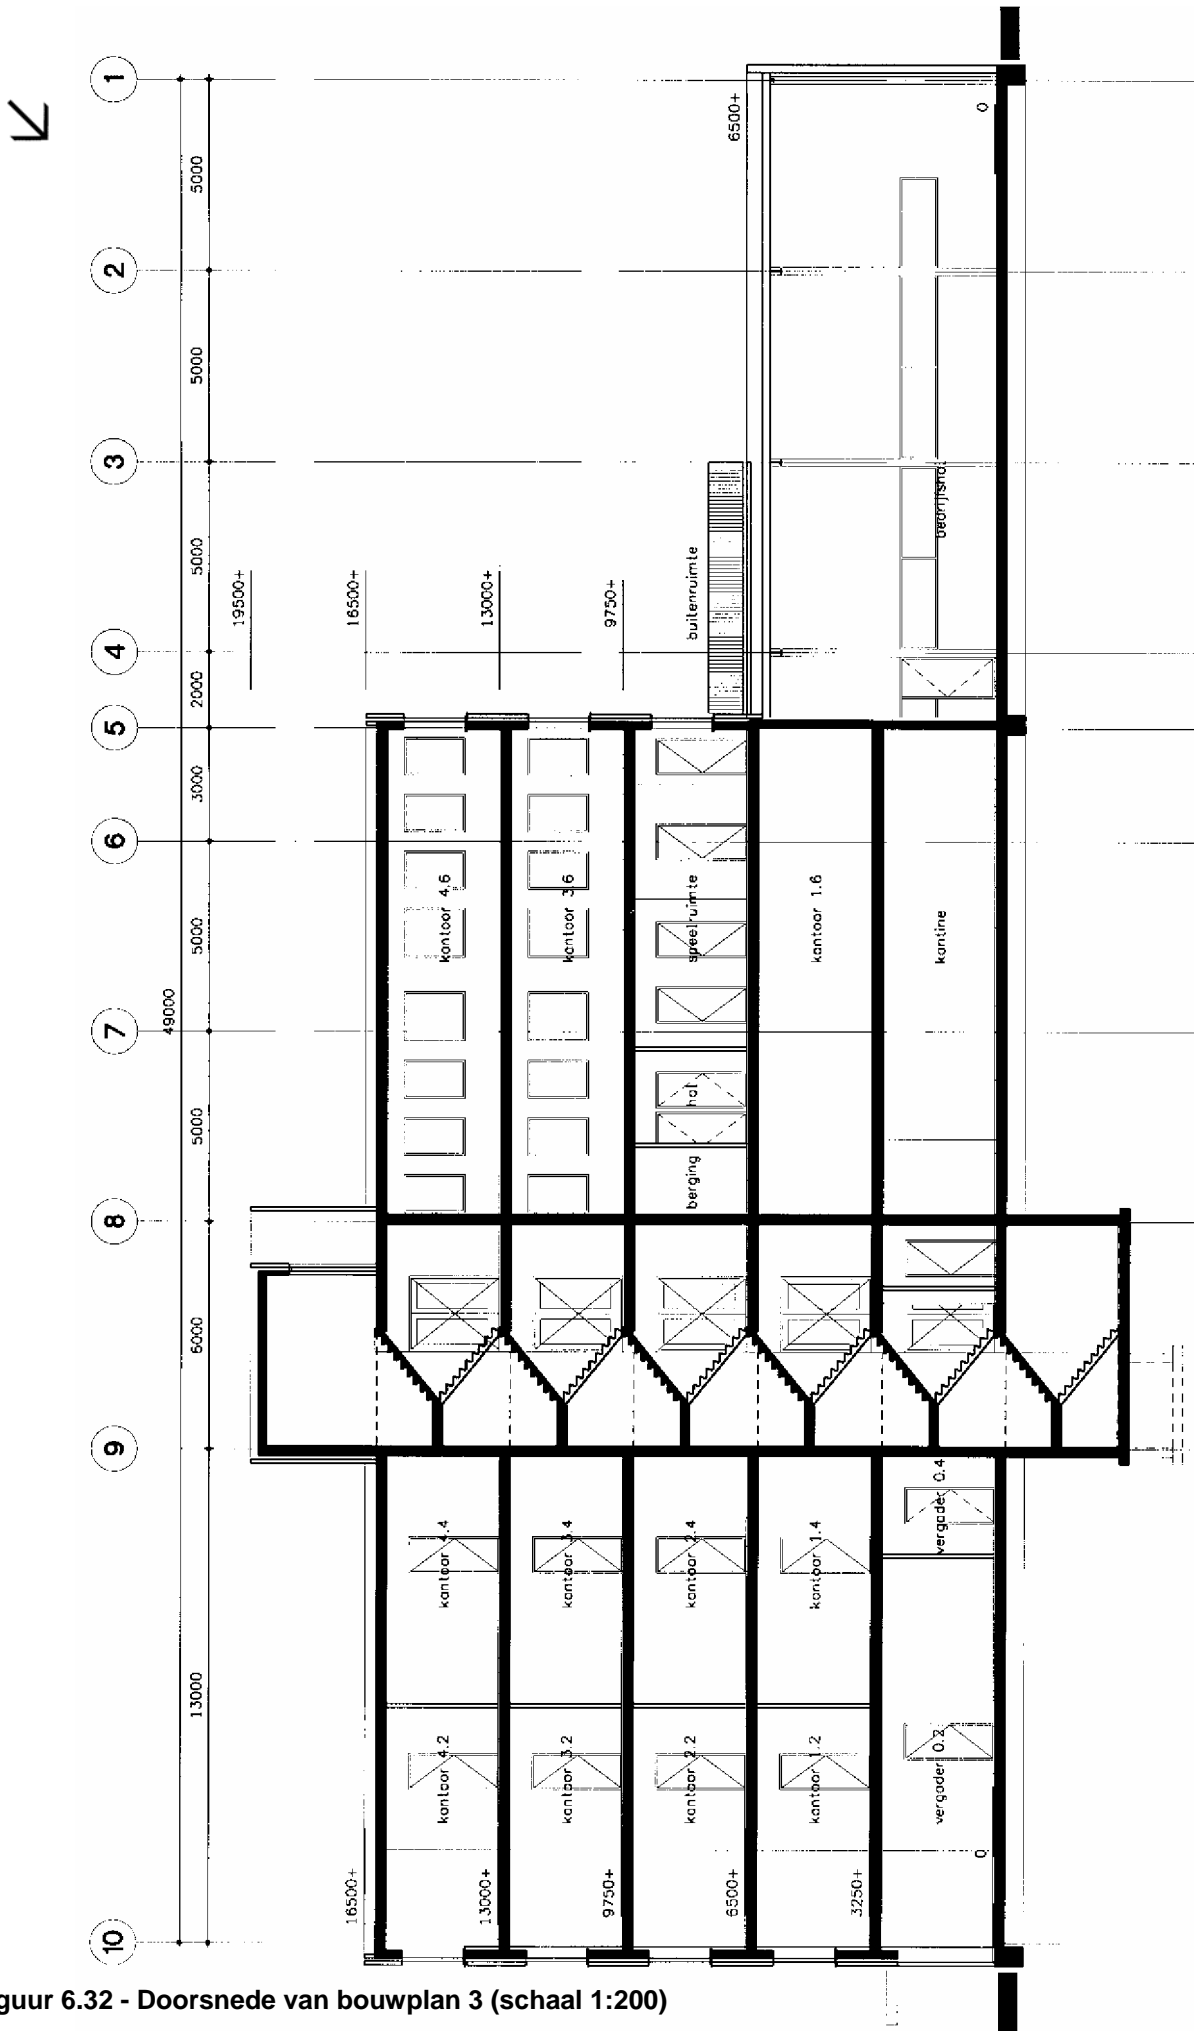 1
2
3
4
5
6
7
8
9
10
5000
5000
5000
2000
3000
5000
5000
6000
13000
49000
19500+
16500+
13000+
9750+
6500+
0
buitenruimte
kantoor 4.6
kantoor 3.6
speelruimte
hal
berging
kantoor 1.6
kantine
kantoor 4.4
kantoor 3.4
kantoor 2.4
kantoor 1.4
vergader 0.4
kantoor 4.2
kantoor 3.2
kantoor 2.2
kantoor 1.2
vergader 0.2
16500+
13000+
9750+
6500+
3250+
0
guur 6.32 - Doorsnede van bouwplan 3 (schaal 1:200)